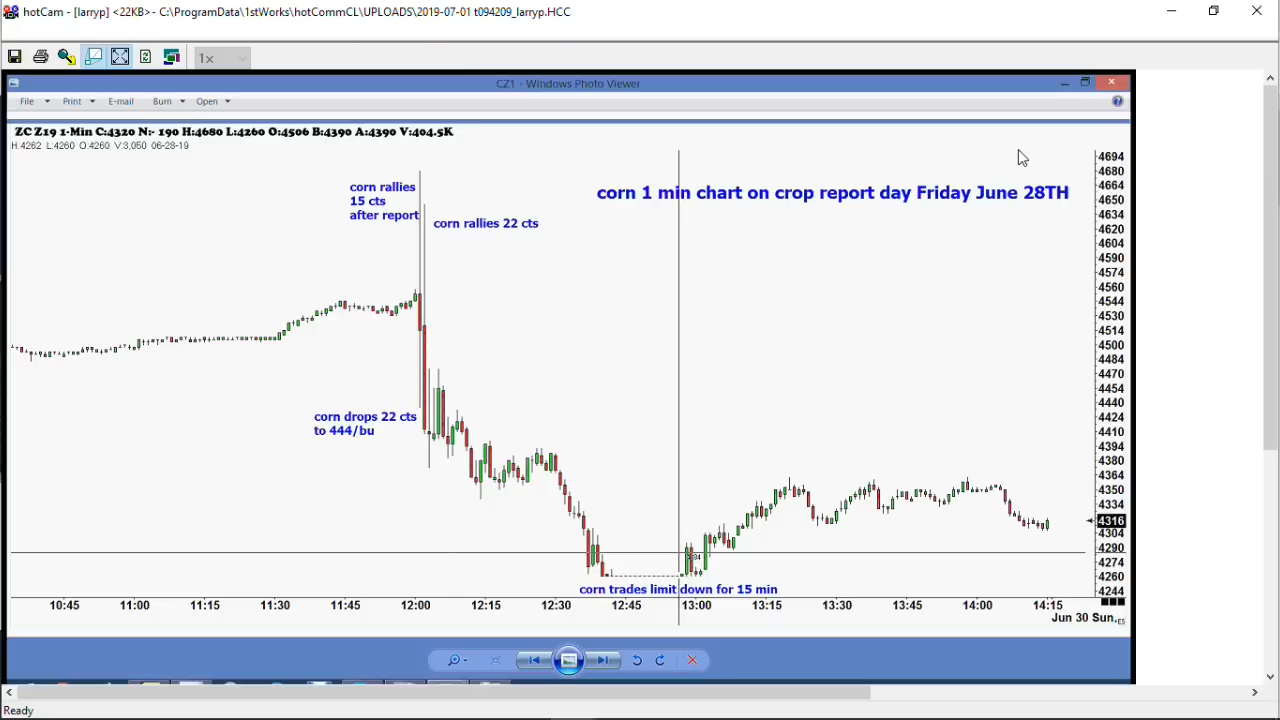 hotCam - [larryp] <22KB>- C:\ProgramData\1stWorks\hotCommCL\UPLOADS\2019-07-01 t094209_larryp.HCC
1x
CZ1 - Windows Photo Viewer
File Print E-mail Burn Open
ZC Z19 1-Min C:4320 N:- 190 H:4680 L:4260 O:4506 B:4390 A:4390 V:404.5K
H:4262 L:4260 O:4260 V:3,050 06-28-19
corn rallies
15 cts
after report
corn rallies 22 cts
corn 1 min chart on crop report day Friday June 28TH
corn drops 22 cts
to 444/bu
corn trades limit down for 15 min
4694
4680
4664
4650
4634
4620
4604
4590
4574
4560
4544
4530
4514
4500
4484
4470
4454
4440
4424
4410
4394
4380
4364
4350
4334
4316
4304
4290
4276
4260
4244
10:45 11:00 11:15 11:30 11:45 12:00 12:15 12:30 12:45 13:00 13:15 13:30 13:45 14:00 14:15
Jun 30 Sun.
ES
Ready